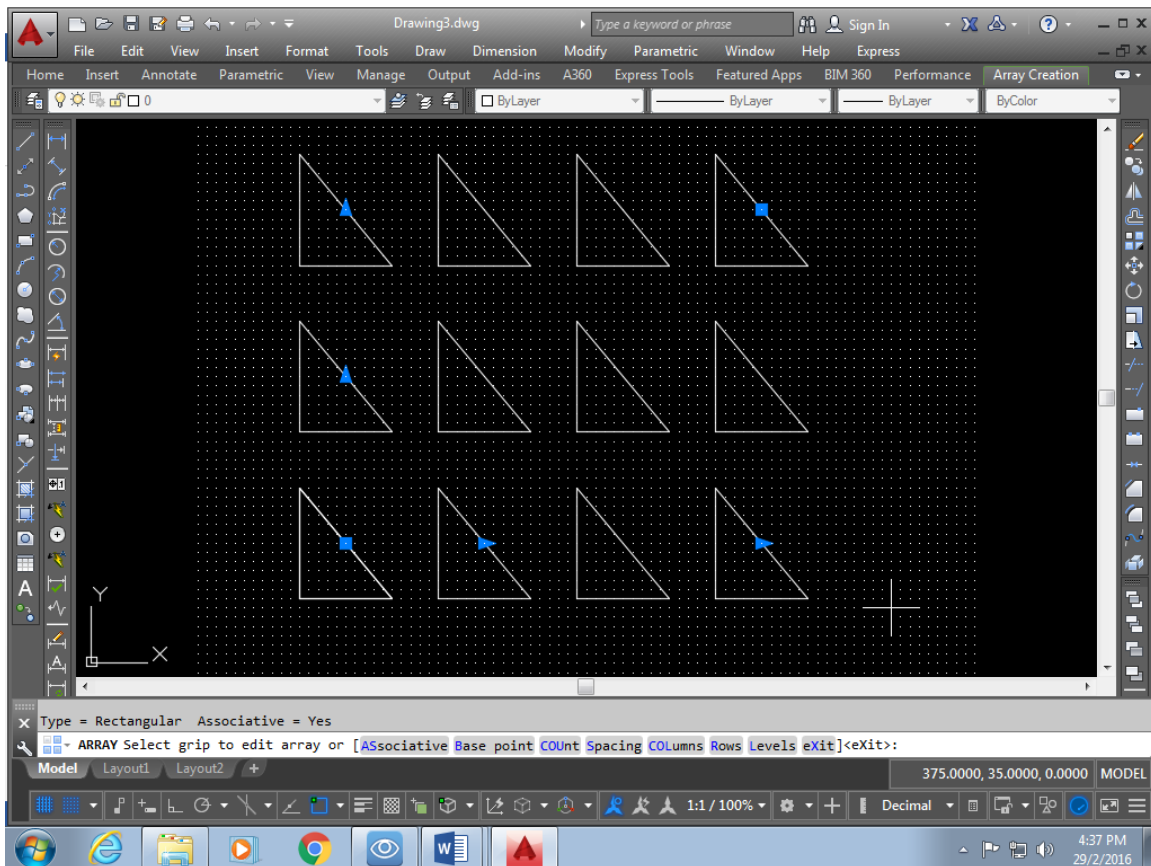 Drawing3.dwg Type a keyword or phrase Sign In
File Edit View Insert Format Tools Draw Dimension Modify Parametric Window Help Express
Home Insert Annotate Parametric View Manage Output Add-ins A360 Express Tools Featured Apps BIM 360 Performance Array Creation
0 ByLayer ByLayer ByLayer ByColor
Y
X
Type = Rectangular Associative = Yes
ARRAY Select grip to edit array or [ASsociative Base point COUnt Spacing COLumns Rows Levels eXit]<eXit>:
Model Layout1 Layout2 + 375.0000, 35.0000, 0.0000 MODEL
1:1 / 100% Decimal
4:37 PM
29/2/2016